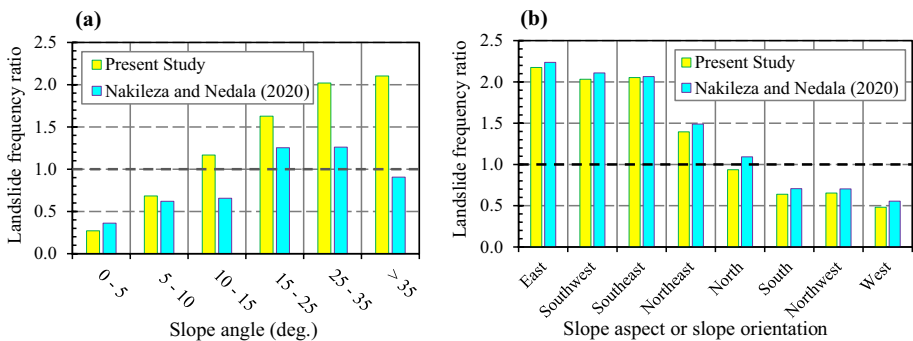 (a)
Landslide frequency ratio
2.5
2.0
1.5
1.0
0.5
0.0
Present Study
Nakileza and Nedala (2020)
0 - 5
5 - 10
10 - 15
15 - 25
25 - 35
> 35
Slope angle (deg.)
(b)
Landslide frequency ratio
2.5
2.0
1.5
1.0
0.5
0.0
Present Study
Nakileza and Nedala (2020)
East
Southwest
Southeast
Northeast
North
South
Northwest
West
Slope aspect or slope orientation